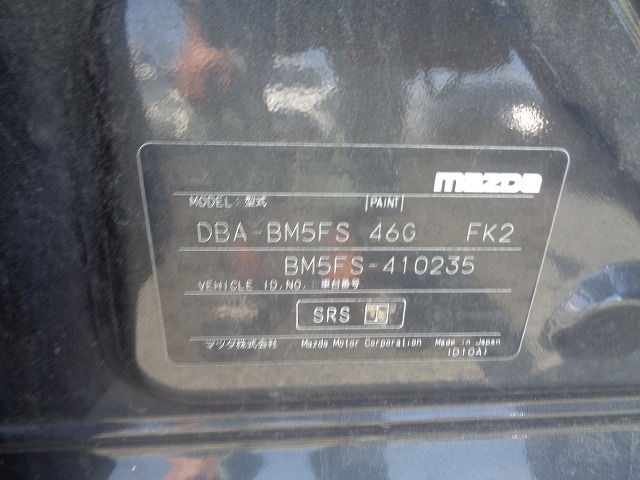 mazda
MODEL : 型式 PAINT
DBA-BM5FS 46G FK2
BM5FS-410235
VEHICLE ID.NO. : 車台番号
SRS
マツダ株式会社 Mazda Motor Corporation Made in Japan
(D10A)